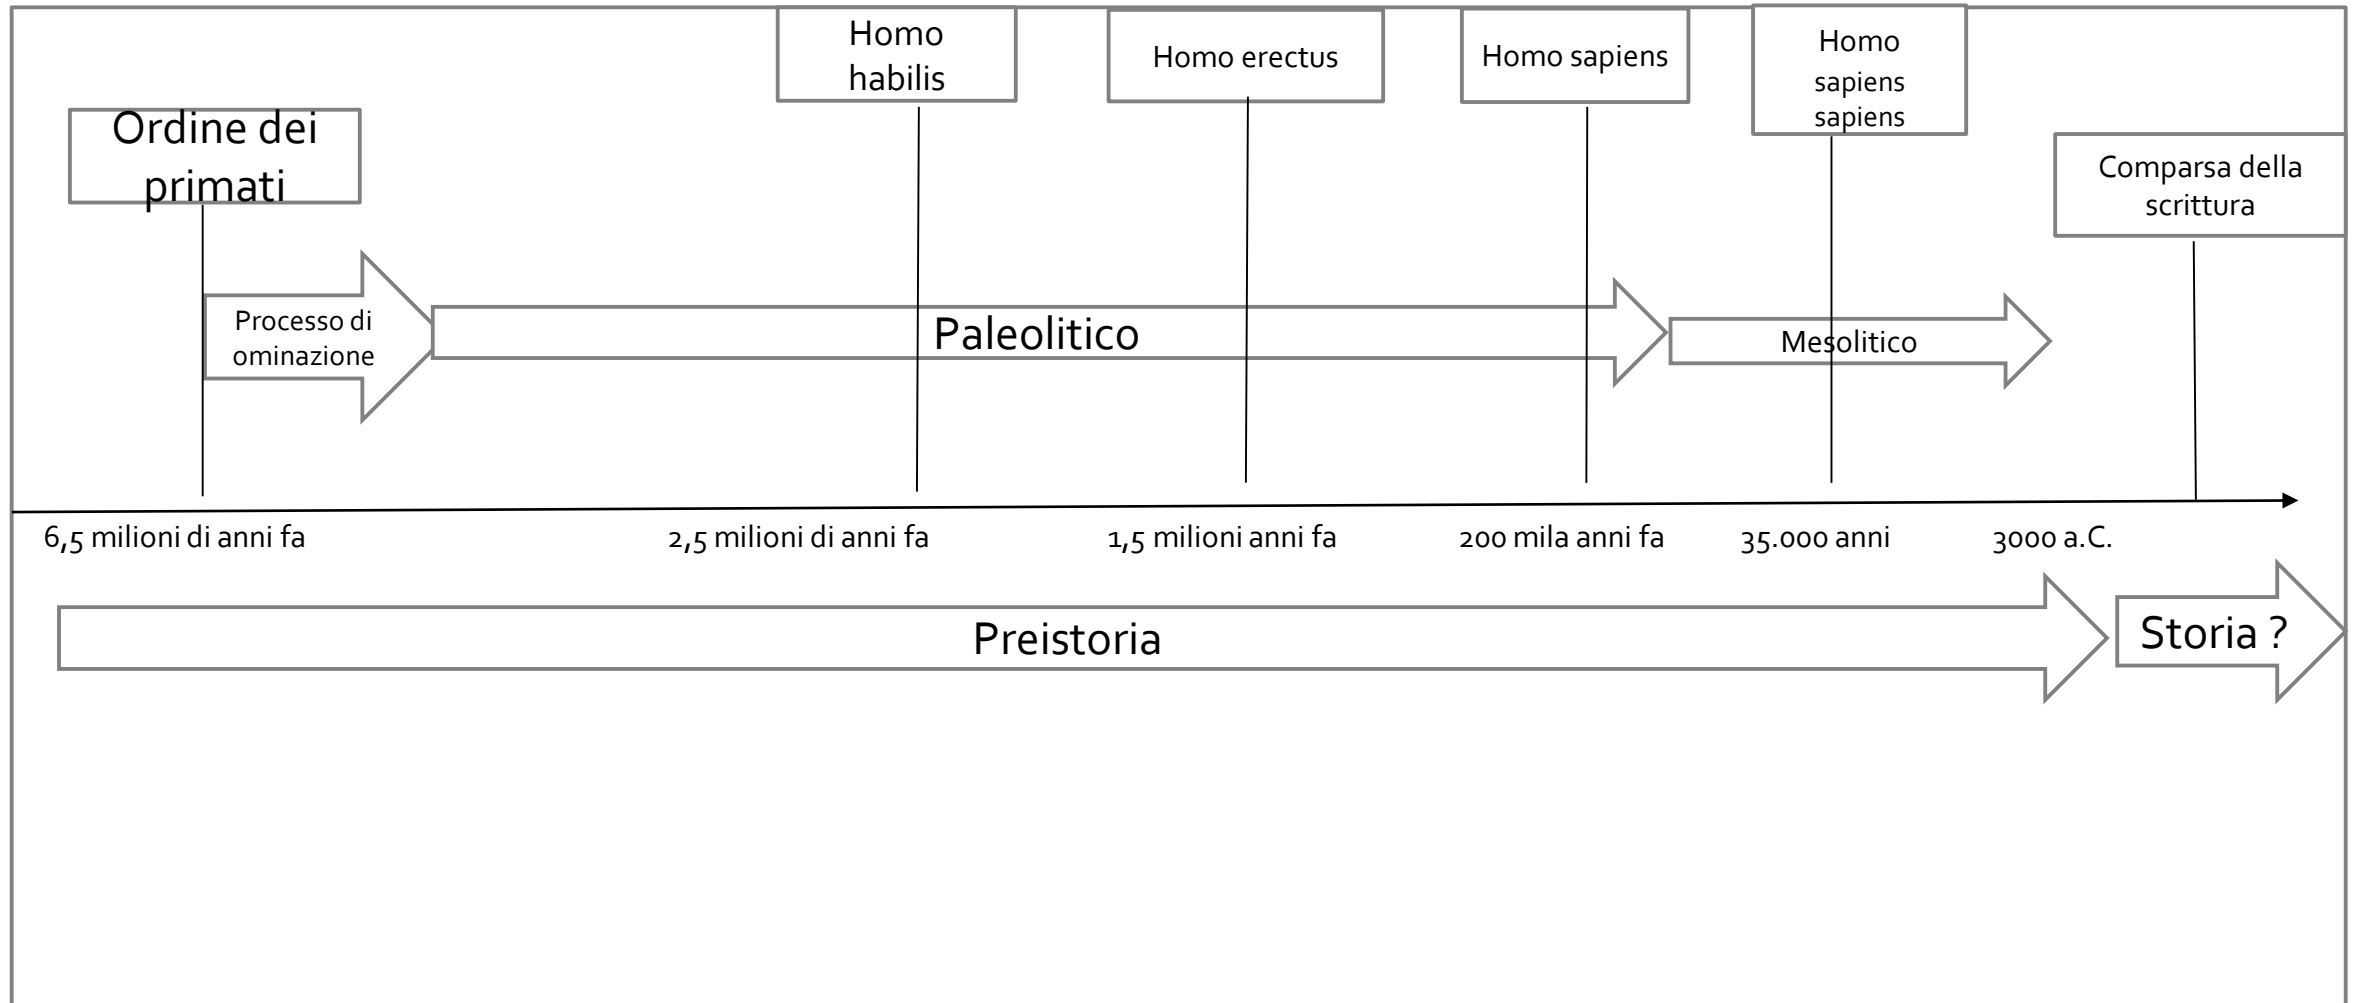 Homo
habilis
Homo erectus
Homo sapiens
Homo
sapiens
sapiens
Ordine dei
primati
Comparsa della
scrittura
Processo di
ominazione
Paleolitico
Mesolitico
6,5 milioni di anni fa
2,5 milioni di anni fa
1,5 milioni anni fa
200 mila anni fa
35.000 anni
3000 a.C.
Preistoria
Storia ?